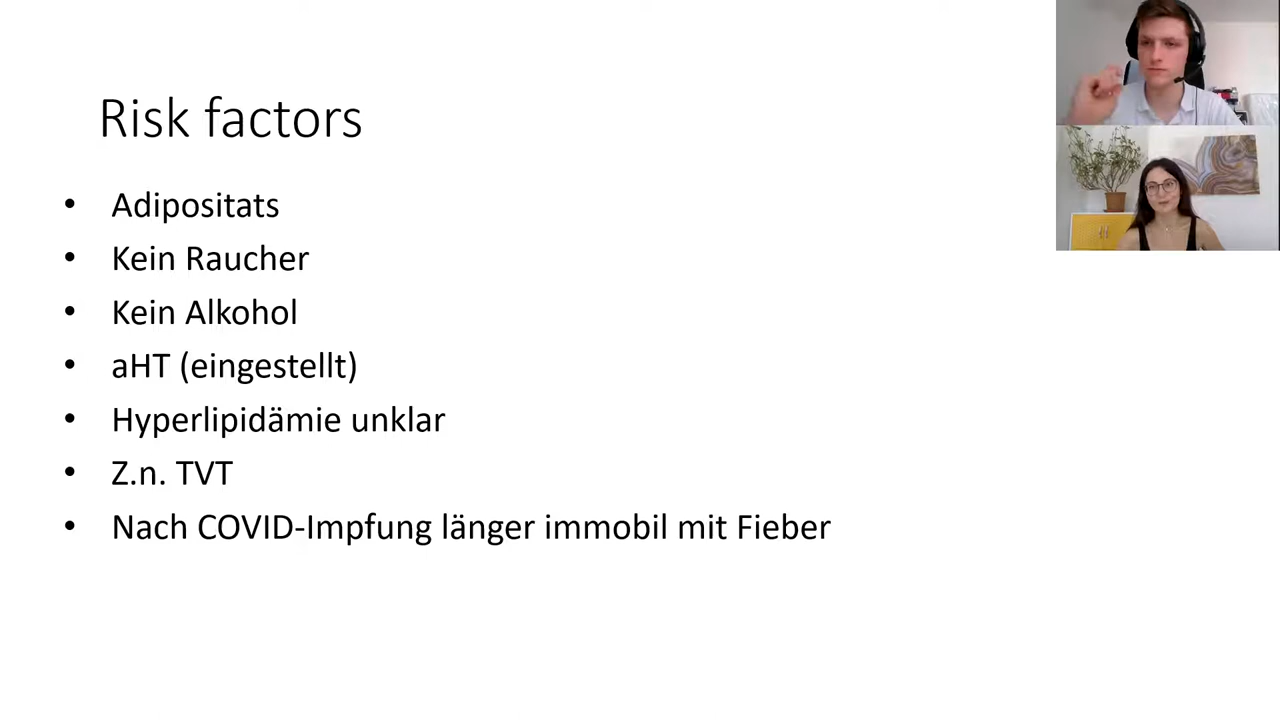 Risk factors
• Adipositats
• Kein Raucher
• Kein Alkohol
• aHT (eingestellt)
• Hyperlipidämie unklar
• Z.n. TVT
• Nach COVID-Impfung länger immobil mit Fieber